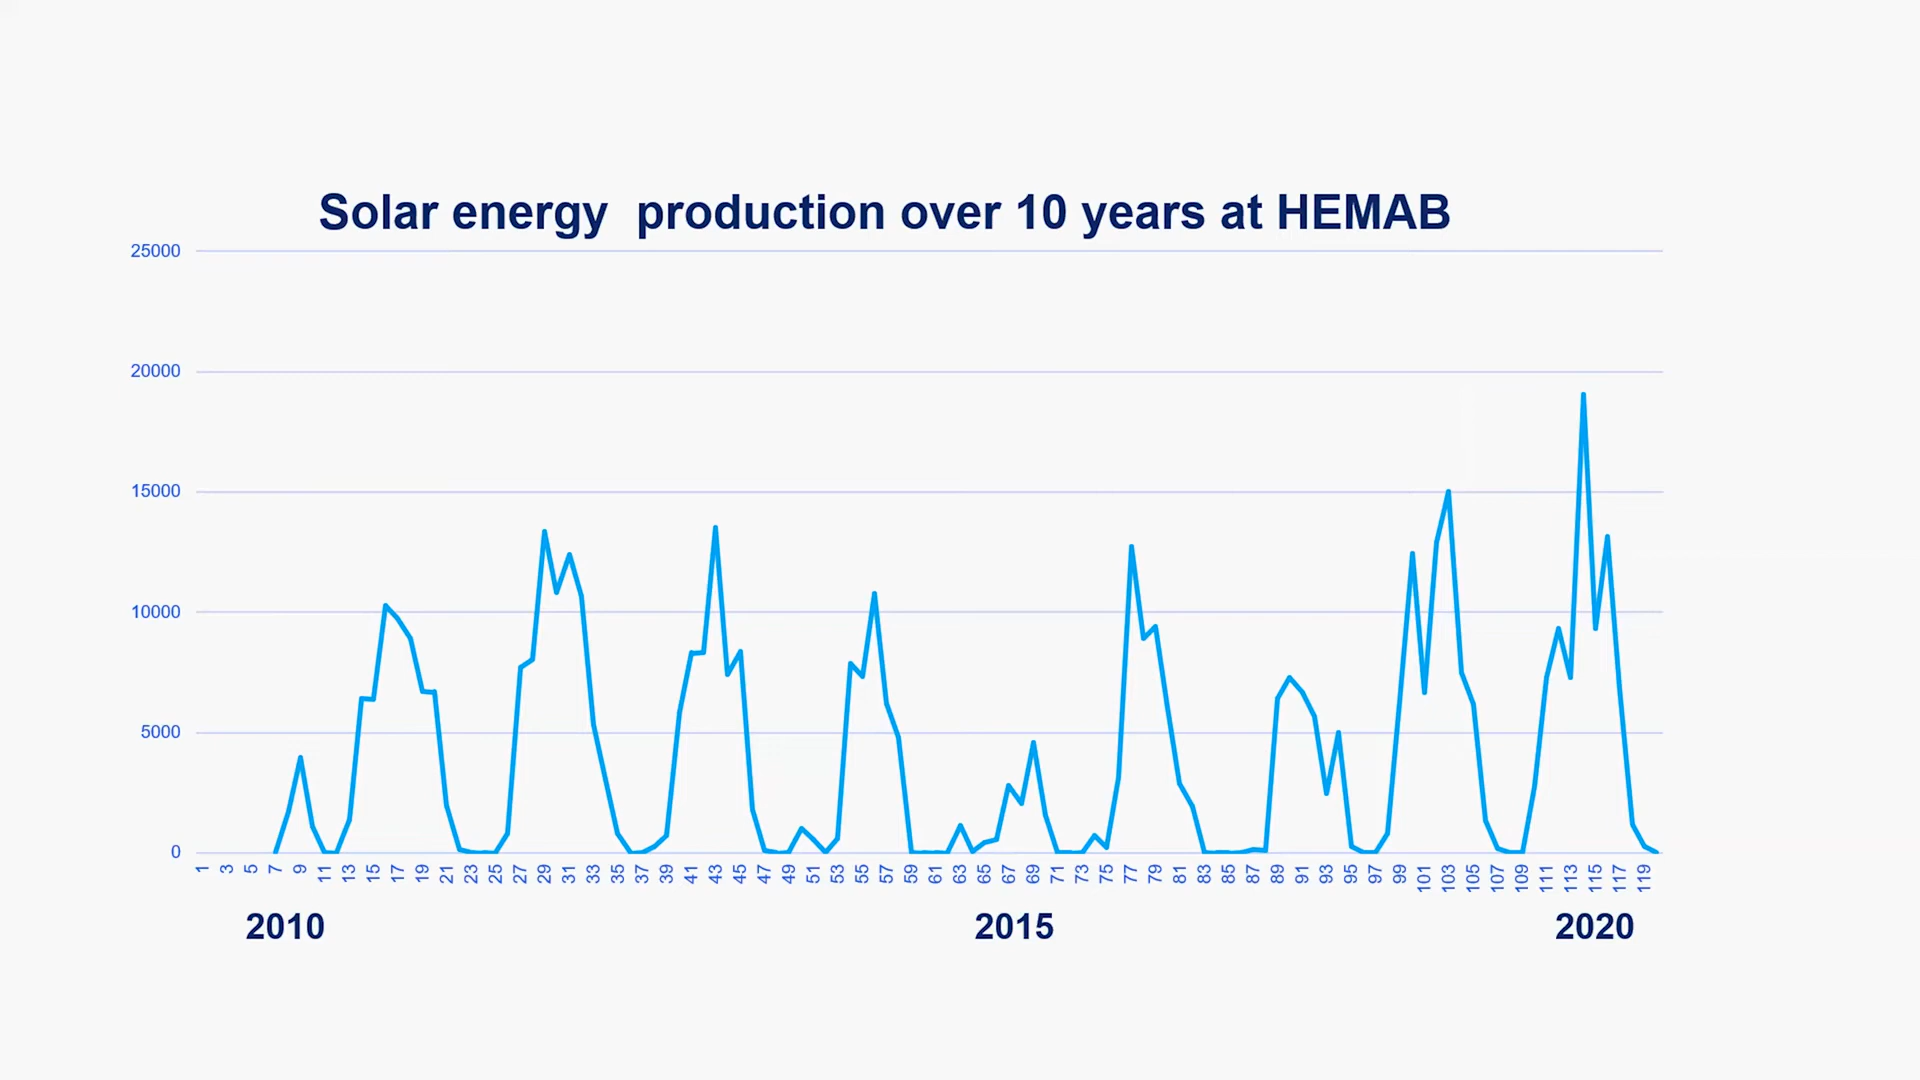 Solar energy  production over 10 years at HEMAB
25000
20000
15000
10000
5000
0
1 3 5 7 9 11 13 15 17 19 21 23 25 27 29 31 33 35 37 39 41 43 45 47 49 51 53 55 57 59 61 63 65 67 69 71 73 75 77 79 81 83 85 87 89 91 93 95 97 99 101 103 105 107 109 111 113 115 117 119
2010 2015 2020